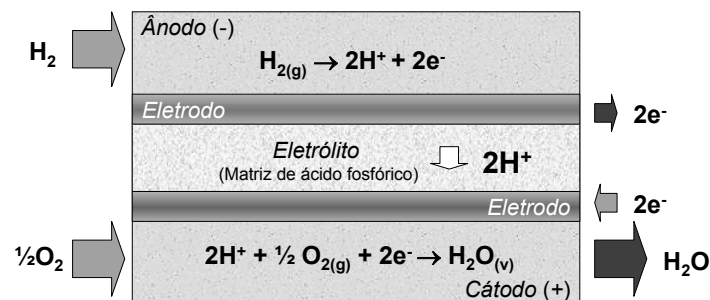 Ânodo (-)
H₂
H₂(g) → 2H⁺ + 2e⁻
Eletrodo
2e⁻
Eletrólito
(Matriz de ácido fosfórico)
2H⁺
Eletrodo
2e⁻
½O₂
2H⁺ + ½ O₂(g) + 2e⁻ → H₂O(v)
H₂O
Cátodo (+)